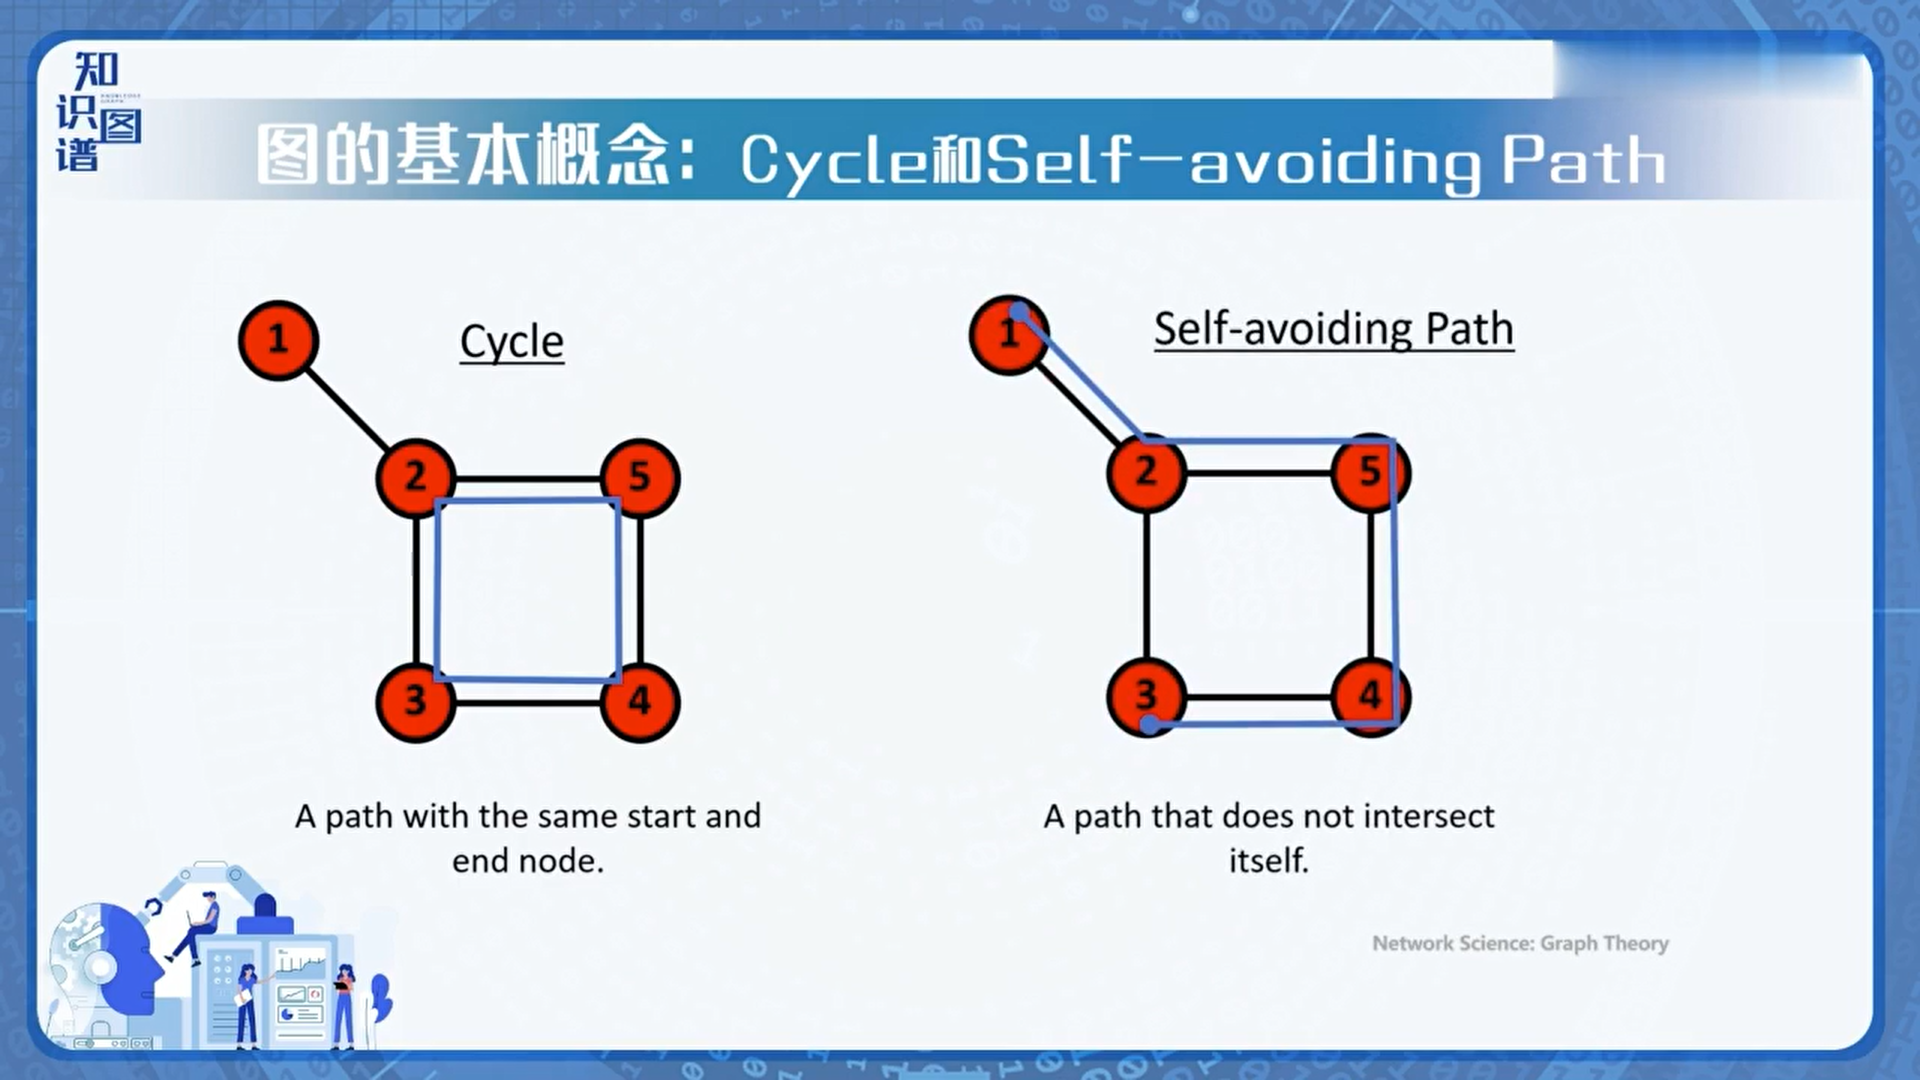 知识图谱
KNOWLEDGE GRAPH
图的基本概念：Cycle和Self-avoiding Path
Cycle
1
2
5
3
4
A path with the same start and
end node.
Self-avoiding Path
1
2
5
3
4
A path that does not intersect
itself.
Network Science: Graph Theory